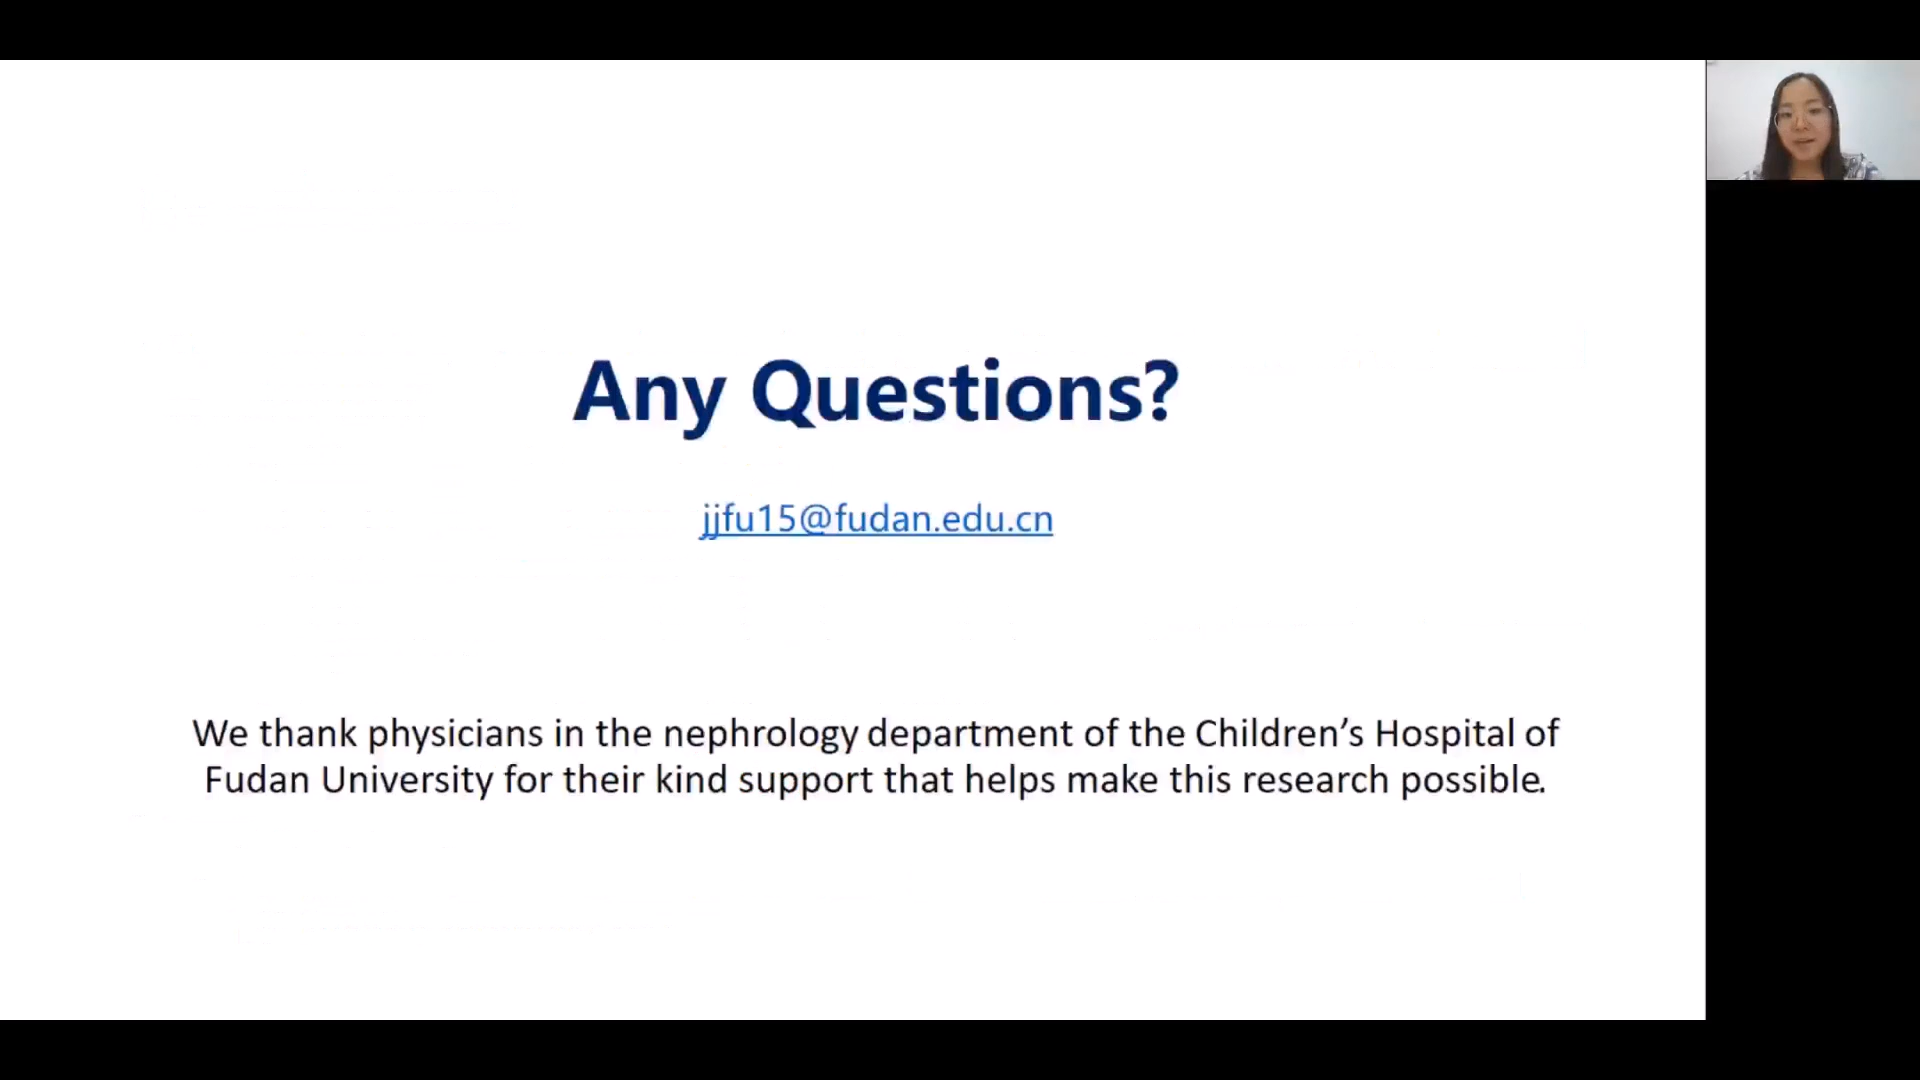 Any Questions?
jjfu15@fudan.edu.cn
We thank physicians in the nephrology department of the Children’s Hospital of
Fudan University for their kind support that helps make this research possible.